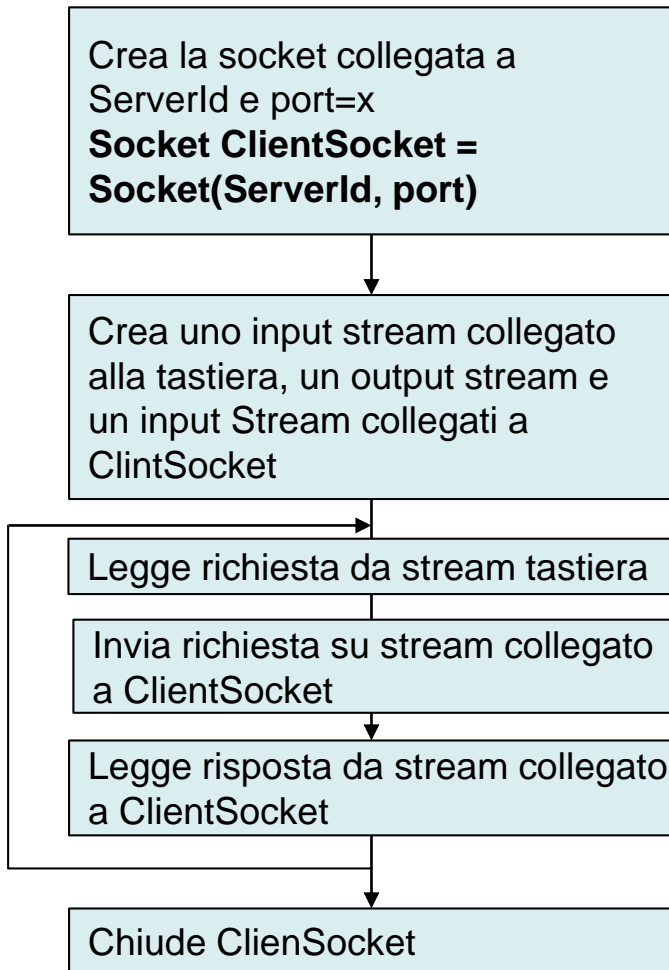 Crea la socket collegata a
ServerId e port=x
Socket ClientSocket =
Socket(ServerId, port)
Crea uno input stream collegato
alla tastiera, un output stream e
un input Stream collegati a
ClintSocket
Legge richiesta da stream tastiera
Invia richiesta su stream collegato
a ClientSocket
Legge risposta da stream collegato
a ClientSocket
Chiude ClienSocket